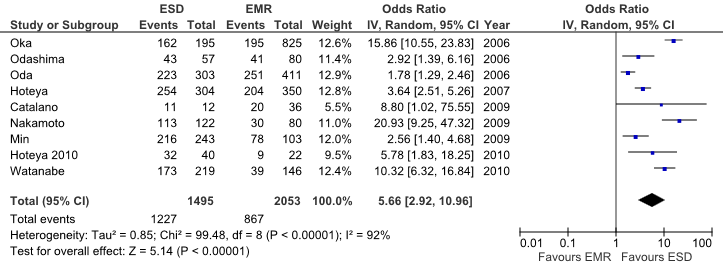 ESD EMR Odds Ratio Odds Ratio
Study or Subgroup Events Total Events Total Weight IV, Random, 95% CI Year IV, Random, 95% CI
Oka 162 195 195 825 12.6% 15.86 [10.55, 23.83] 2006
Odashima 43 57 41 80 11.4% 2.92 [1.39, 6.16] 2006
Oda 223 303 251 411 12.8% 1.78 [1.29, 2.46] 2006
Hoteya 254 304 204 350 12.7% 3.64 [2.51, 5.26] 2007
Catalano 11 12 20 36 5.4% 8.80 [1.02, 75.55] 2009
Nakamoto 113 122 30 80 11.0% 20.93 [9.25, 47.32] 2009
Min 216 243 78 103 12.0% 2.56 [1.40, 4.68] 2009
Hoteya 2010 32 40 9 22 9.5% 5.78 [1.83, 18.25] 2010
Watanabe 173 219 39 146 12.5% 10.32 [6.32, 16.84] 2010
Total (95% CI) 1495 2053 100.0% 5.66 [2.92, 10.96]
Total events 1227 867
Heterogeneity: Tau² = 0.85; Chi² = 99.48, df = 8 (P < 0.00001); I² = 92%
Test for overall effect: Z = 5.14 (P < 0.00001)
0.01 0.1 1 10 100
Favours EMR Favours ESD